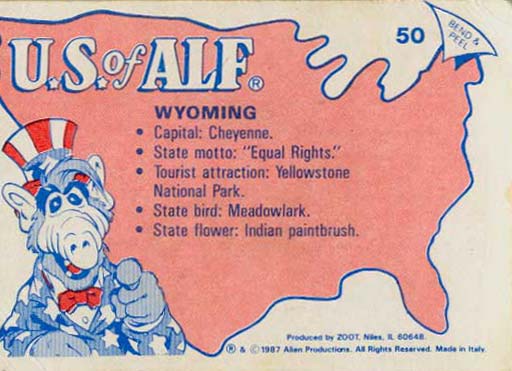 50
BEND &
PEEL
U.S. of ALF®
WYOMING
• Capital: Cheyenne.
• State motto: "Equal Rights."
• Tourist attraction: Yellowstone
National Park.
• State bird: Meadowlark.
• State flower: Indian paintbrush.
Produced by ZOOT, Niles, IL 60648.
® & ©1987 Alien Productions. All Rights Reserved. Made in Italy.